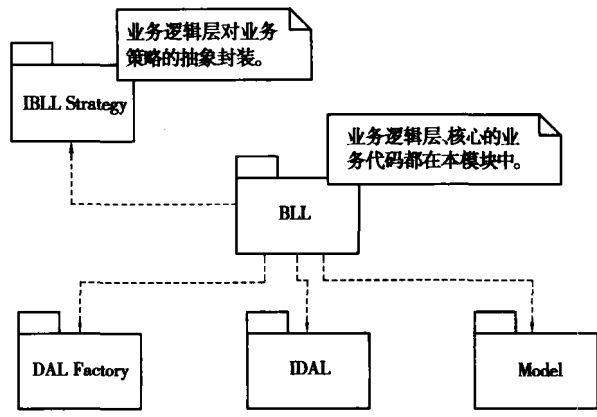 业务逻辑层对业务
策略的抽象封装。
IBLL Strategy
业务逻辑层、核心的业
务代码都在本模块中。
BLL
DAL Factory
IDAL
Model